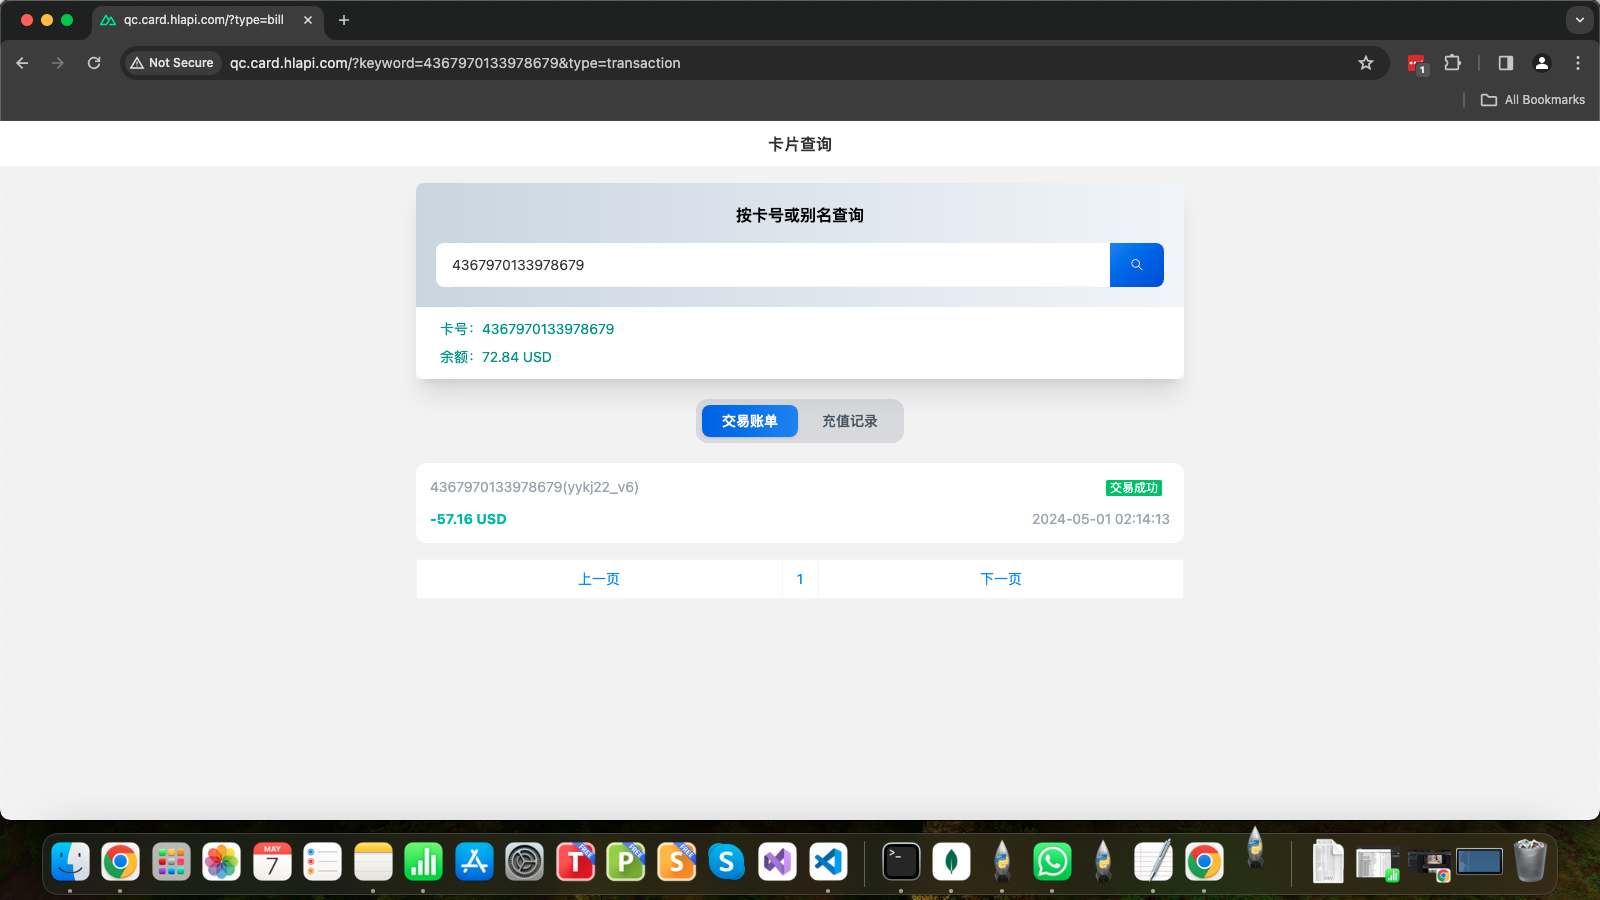 qc.card.hlapi.com/?type=bill
Not Secure
qc.card.hlapi.com/?keyword=4367970133978679&type=transaction
1
All Bookmarks
卡片查询
按卡号或别名查询
4367970133978679
卡号：4367970133978679
余额：72.84 USD
交易账单
充值记录
4367970133978679(yykj22_v6)
交易成功
-57.16 USD
2024-05-01 02:14:13
上一页
1
下一页
MAY
7
T
FREE
P
FREE
S
FREE
S
>_